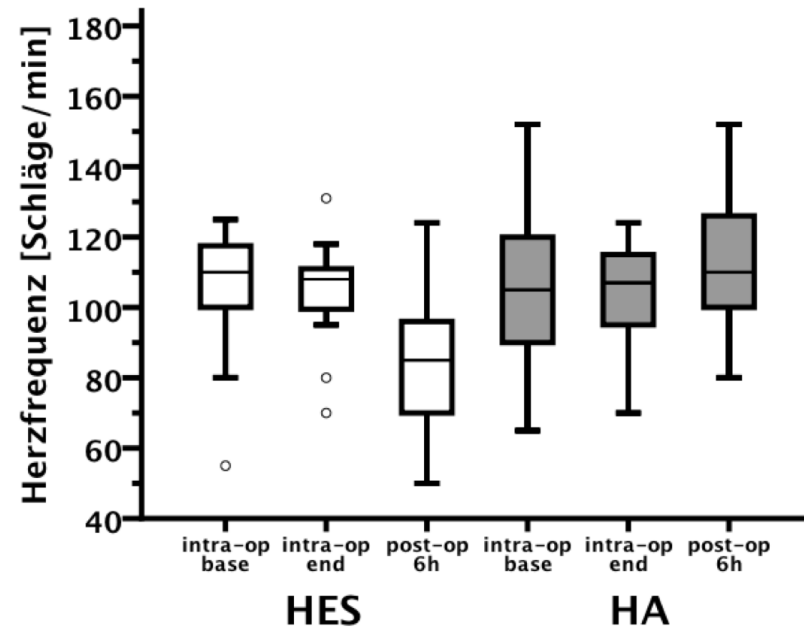 Herzfrequenz [Schläge/min]
180
160
140
120
100
80
60
40
intra-op base
intra-op end
post-op 6h
intra-op base
intra-op end
post-op 6h
HES
HA